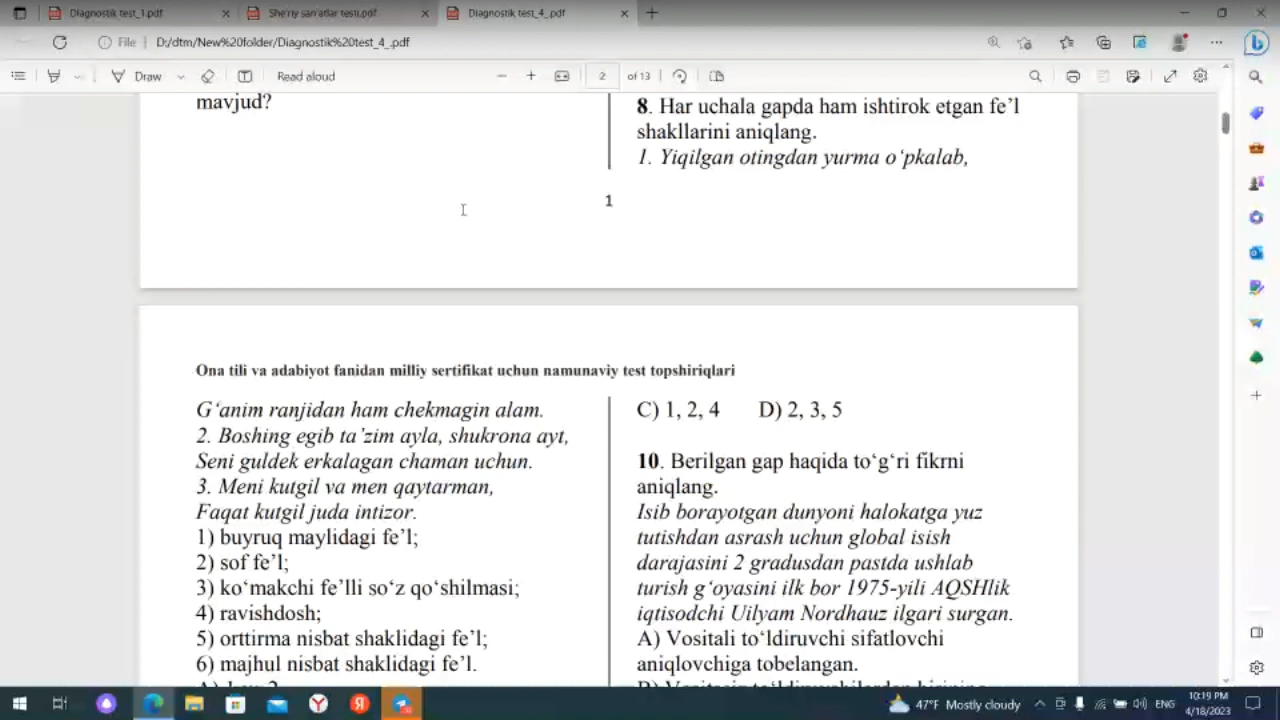 Diagnostik test_1.pdf
She'riy san'atlar testi.pdf
Diagnostik test_4_.pdf
File
D:/dtm/New%20folder/Diagnostik%20test_4_.pdf
Draw
Read aloud
2 of 13
mavjud?
8. Har uchala gapda ham ishtirok etgan fe’l
shakllarini aniqlang.
1. Yiqilgan otingdan yurma o‘pkalab,
1
Ona tili va adabiyot fanidan milliy sertifikat uchun namunaviy test topshiriqlari
G‘anim ranjidan ham chekmagin alam.
2. Boshing egib ta’zim ayla, shukrona ayt,
Seni guldek erkalagan chaman uchun.
3. Meni kutgil va men qaytarman,
Faqat kutgil juda intizor.
1) buyruq maylidagi fe’l;
2) sof fe’l;
3) ko‘makchi fe’lli so‘z qo‘shilmasi;
4) ravishdosh;
5) orttirma nisbat shaklidagi fe’l;
6) majhul nisbat shaklidagi fe’l.
C) 1, 2, 4 D) 2, 3, 5
10. Berilgan gap haqida to‘g‘ri fikrni
aniqlang.
Isib borayotgan dunyoni halokatga yuz
tutishdan asrash uchun global isish
darajasini 2 gradusdan pastda ushlab
turish g‘oyasini ilk bor 1975-yili AQSHlik
iqtisodchi Uilyam Nordhauz ilgari surgan.
A) Vositali to‘ldiruvchi sifatlovchi
aniqlovchiga tobelangan.
47°F Mostly cloudy
ENG
10:19 PM
4/18/2023